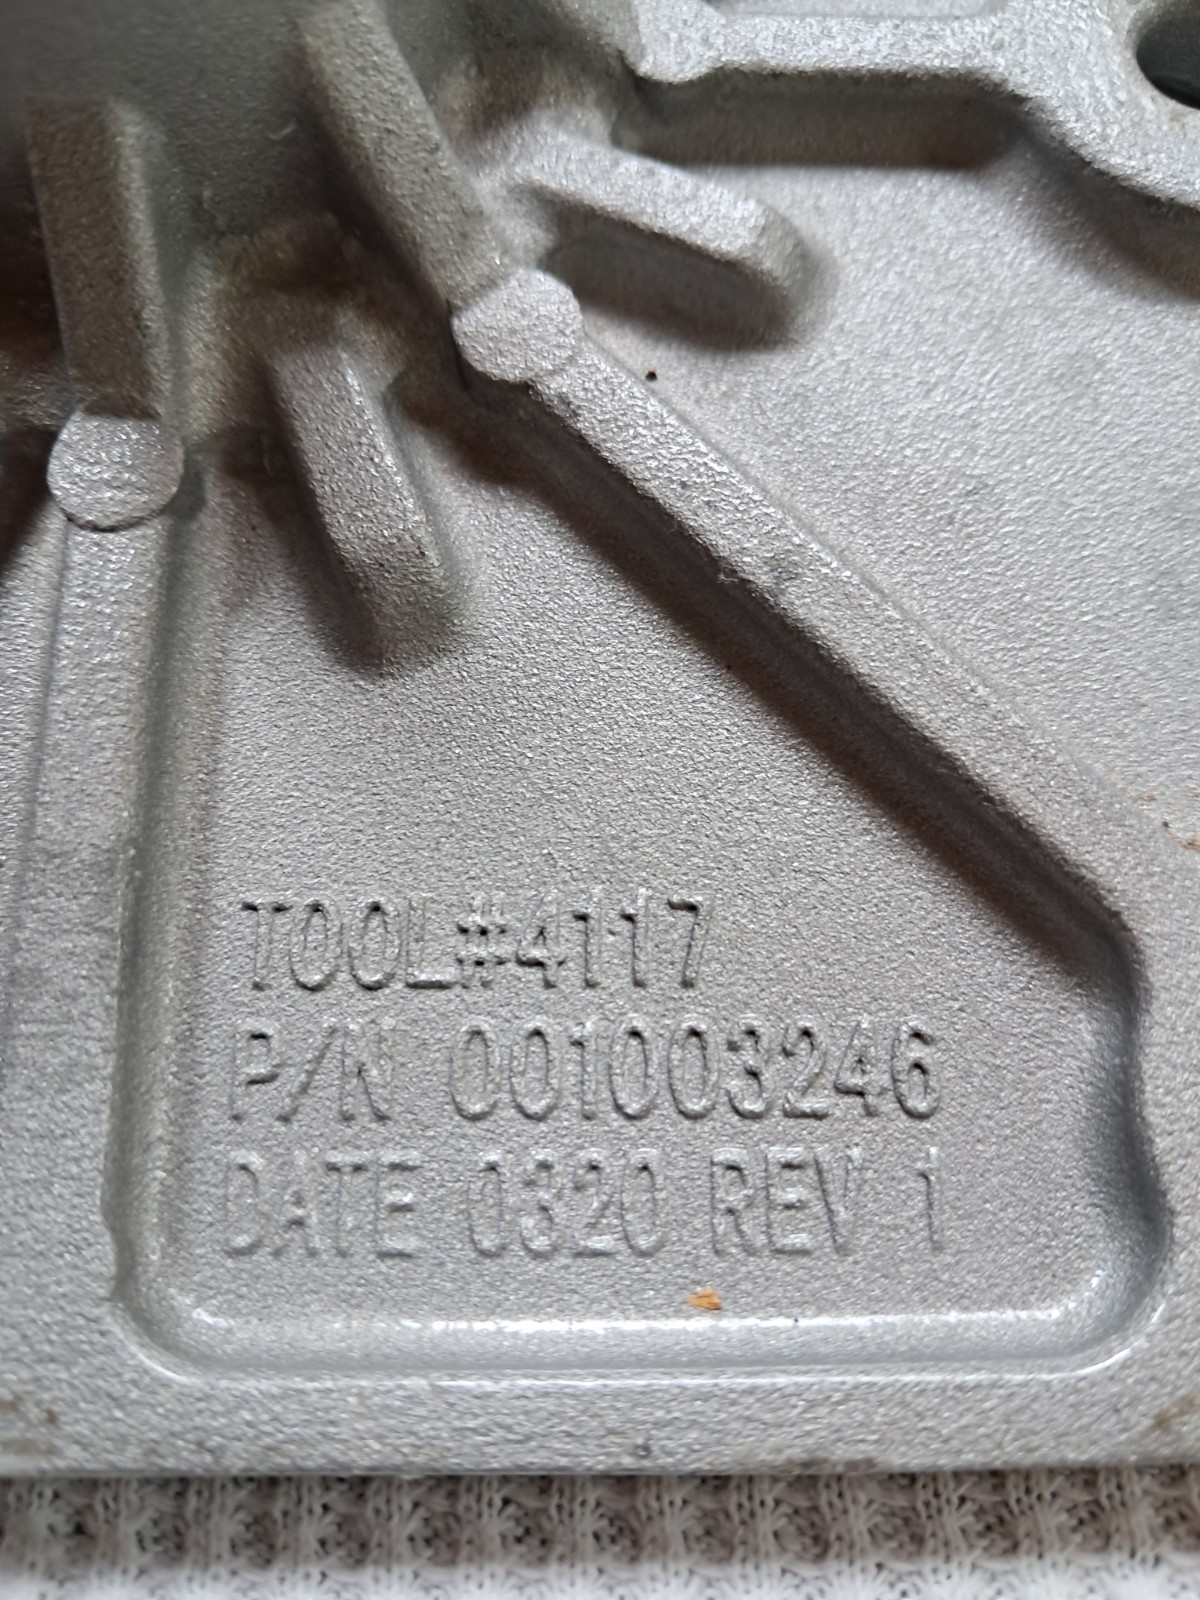 TOOL#4117
P/N 001003246
DATE 0320 REV 1